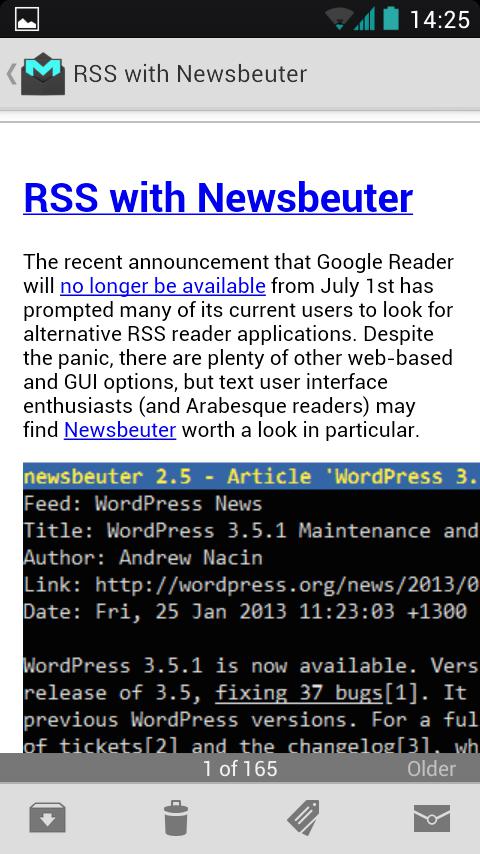 14:25
RSS with Newsbeuter
RSS with Newsbeuter
The recent announcement that Google Reader
will no longer be available from July 1st has
prompted many of its current users to look for
alternative RSS reader applications. Despite
the panic, there are plenty of other web-based
and GUI options, but text user interface
enthusiasts (and Arabesque readers) may
find Newsbeuter worth a look in particular.
newsbeuter 2.5 - Article 'WordPress 3.
Feed: WordPress News
Title: WordPress 3.5.1 Maintenance and
Author: Andrew Nacin
Link: http://wordpress.org/news/2013/0
Date: Fri, 25 Jan 2013 11:23:03 +1300
WordPress 3.5.1 is now available. Vers
release of 3.5, fixing 37 bugs[1]. It
previous WordPress versions. For a ful
of tickets[2] and the changelog[3], wh
1 of 165
Older